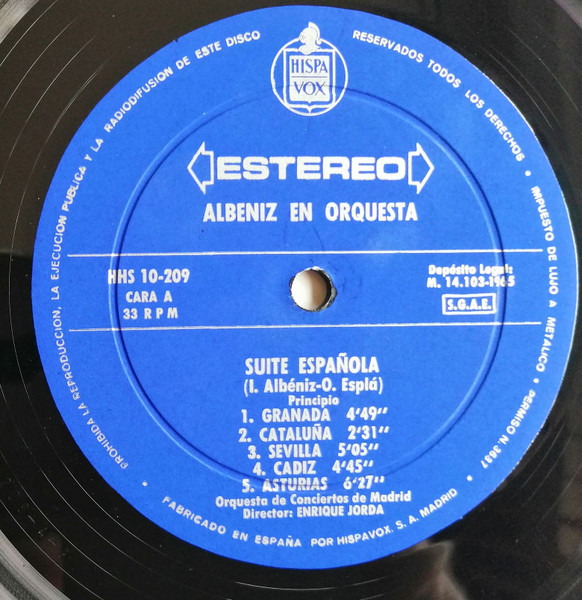 HISPA
VOX
ESTEREO
ALBENIZ EN ORQUESTA
HHS 10-209
CARA A
33 RPM
Depósito Legal:
M. 14.103-1965
S.G.A.E.
SUITE ESPAÑOLA
(I. Albéniz-O. Esplá)
Principio
1. GRANADA 4'49"
2. CATALUÑA 2'31"
3. SEVILLA 5'05"
4. CADIZ 4'45"
5. ASTURIAS 6'27"
Orquesta de Conciertos de Madrid
Director: ENRIQUE JORDA
PROHIBIDA LA REPRODUCCION, LA EJECUCION PUBLICA Y LA RADIODIFUSION DE ESTE DISCO
RESERVADOS TODOS LOS DERECHOS • IMPUESTO DE LUJO A METALICO • PERMISO N. 3637
• FABRICADO EN ESPAÑA POR HISPAVOX, S. A. MADRID •